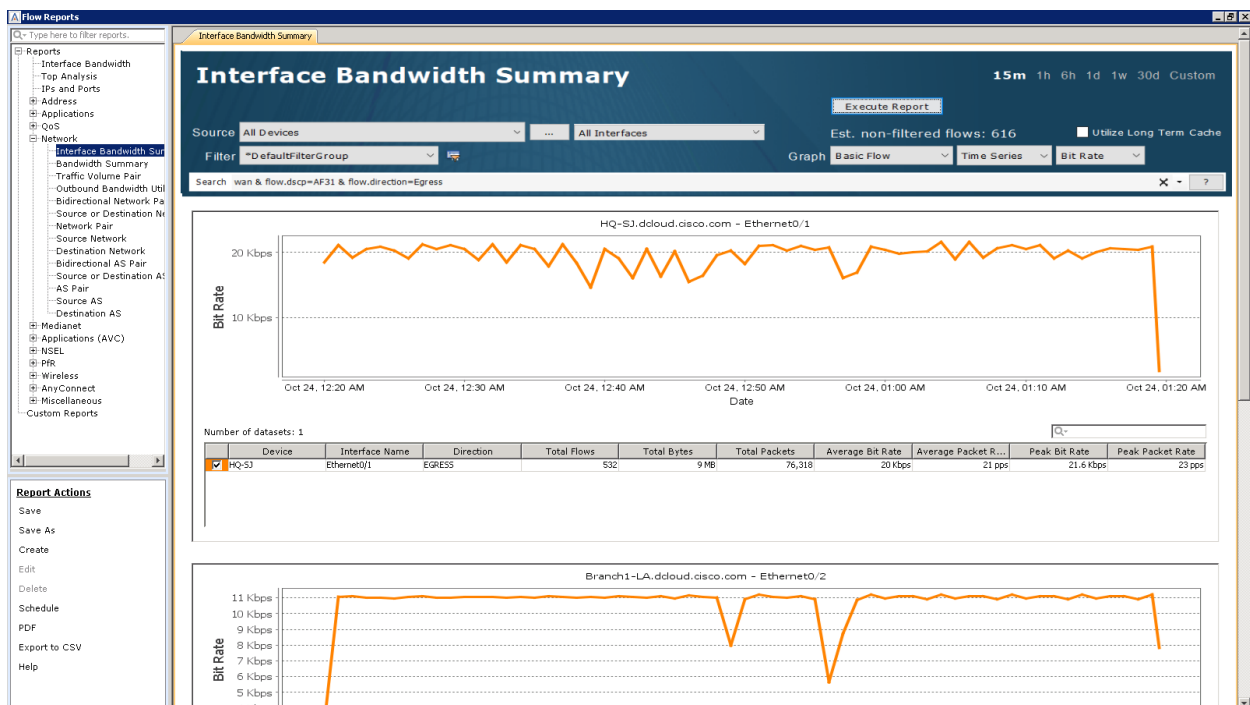 Flow Reports
Type here to filter reports.
Reports
Interface Bandwidth
Top Analysis
IPs and Ports
Address
Applications
QoS
Network
Interface Bandwidth Sur
Bandwidth Summary
Traffic Volume Pair
Outbound Bandwidth Util
Bidirectional Network Pa
Source or Destination Ne
Network Pair
Source Network
Destination Network
Bidirectional AS Pair
Source or Destination AS
AS Pair
Source AS
Destination AS
Medianet
Applications (AVC)
NSEL
PfR
Wireless
AnyConnect
Miscellaneous
Custom Reports
Report Actions
Save
Save As
Create
Edit
Delete
Schedule
PDF
Export to CSV
Help
Interface Bandwidth Summary
Interface Bandwidth Summary
15m 1h 6h 1d 1w 30d Custom
Execute Report
Source All Devices ... All Interfaces Est. non-filtered flows: 616 Utilize Long Term Cache
Filter *DefaultFilterGroup Graph Basic Flow Time Series Bit Rate
Search wan & flow.dscp=AF31 & flow.direction=Egress X ?
HQ-SJ.dcloud.cisco.com - Ethernet0/1
20 Kbps
10 Kbps
Bit Rate
Oct 24, 12:20 AM Oct 24, 12:30 AM Oct 24, 12:40 AM Oct 24, 12:50 AM Oct 24, 01:00 AM Oct 24, 01:10 AM Oct 24, 01:20 AM
Date
Number of datasets: 1
Device Interface Name Direction Total Flows Total Bytes Total Packets Average Bit Rate Average Packet R... Peak Bit Rate Peak Packet Rate
HQ-SJ Ethernet0/1 EGRESS 532 9 MB 76,318 20 Kbps 21 pps 21.6 Kbps 23 pps
Branch1-LA.dcloud.cisco.com - Ethernet0/2
11 Kbps
10 Kbps
9 Kbps
8 Kbps
7 Kbps
6 Kbps
5 Kbps
Bit Rate